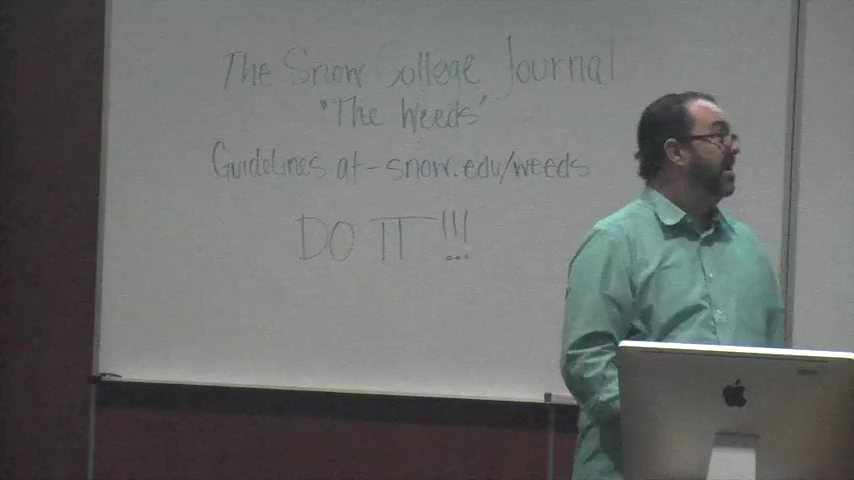 The Snow College Journal
"The Weeds"
GuideLines at - snow.edu/weeds
DO IT!!!